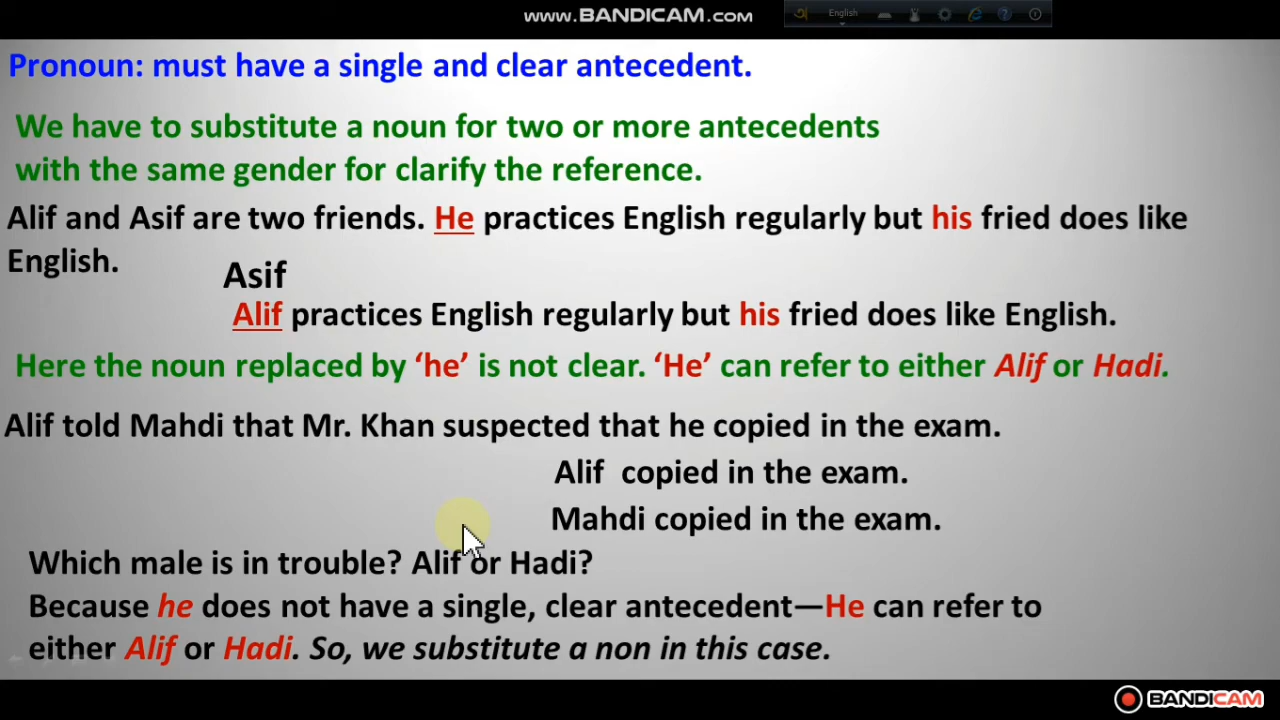 www.BANDICAM.com
English
Pronoun: must have a single and clear antecedent.
We have to substitute a noun for two or more antecedents
with the same gender for clarify the reference.
Alif and Asif are two friends. He practices English regularly but his fried does like
English.
Asif
Alif practices English regularly but his fried does like English.
Here the noun replaced by ‘he’ is not clear. ‘He’ can refer to either Alif or Hadi.
Alif told Mahdi that Mr. Khan suspected that he copied in the exam.
Alif copied in the exam.
Mahdi copied in the exam.
Which male is in trouble? Alif or Hadi?
Because he does not have a single, clear antecedent—He can refer to
either Alif or Hadi. So, we substitute a non in this case.
BANDICAM